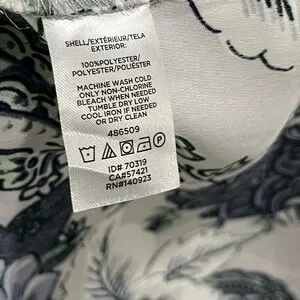 SHELL/EXTÉRIEUR/TELA
EXTERIOR:
100%POLYESTER/
POLYESTER/POLIÉSTER
MACHINE WASH COLD
ONLY NON-CHLORINE
BLEACH WHEN NEEDED
TUMBLE DRY LOW
COOL IRON IF NEEDED
OR DRY CLEAN
486509
ID# 70319
CA#57421
RN#140923